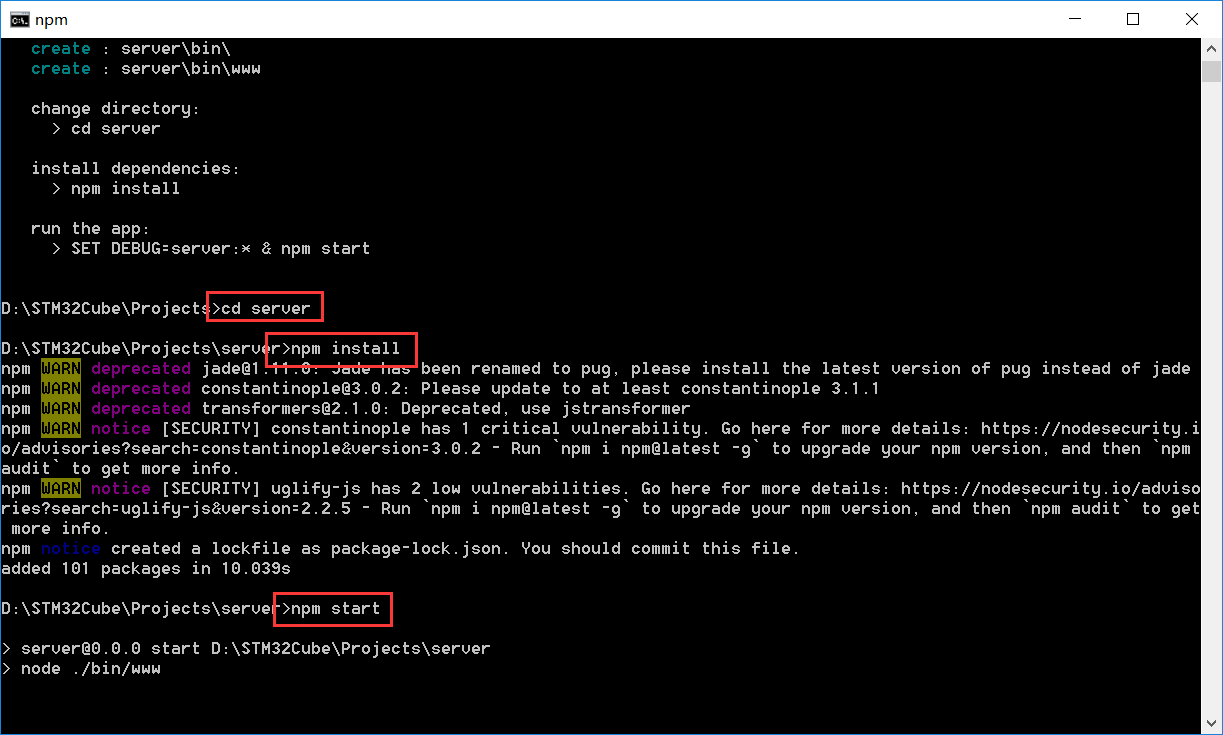 npm
create : server\bin\
create : server\bin\www
change directory:
> cd server
install dependencies:
> npm install
run the app:
> SET DEBUG=server:* & npm start
D:\STM32Cube\Projects>cd server
D:\STM32Cube\Projects\server>npm install
npm WARN deprecated jade@1.11.0: Jade has been renamed to pug, please install the latest version of pug instead of jade
npm WARN deprecated constantinople@3.0.2: Please update to at least constantinople 3.1.1
npm WARN deprecated transformers@2.1.0: Deprecated, use jstransformer
npm WARN notice [SECURITY] constantinople has 1 critical vulnerability. Go here for more details: https://nodesecurity.i
o/advisories?search=constantinople&version=3.0.2 - Run `npm i npm@latest -g` to upgrade your npm version, and then `npm
audit` to get more info.
npm WARN notice [SECURITY] uglify-js has 2 low vulnerabilities. Go here for more details: https://nodesecurity.io/adviso
ries?search=uglify-js&version=2.2.5 - Run `npm i npm@latest -g` to upgrade your npm version, and then `npm audit` to get
more info.
npm notice created a lockfile as package-lock.json. You should commit this file.
added 101 packages in 10.039s
D:\STM32Cube\Projects\server>npm start
> server@0.0.0 start D:\STM32Cube\Projects\server
> node ./bin/www